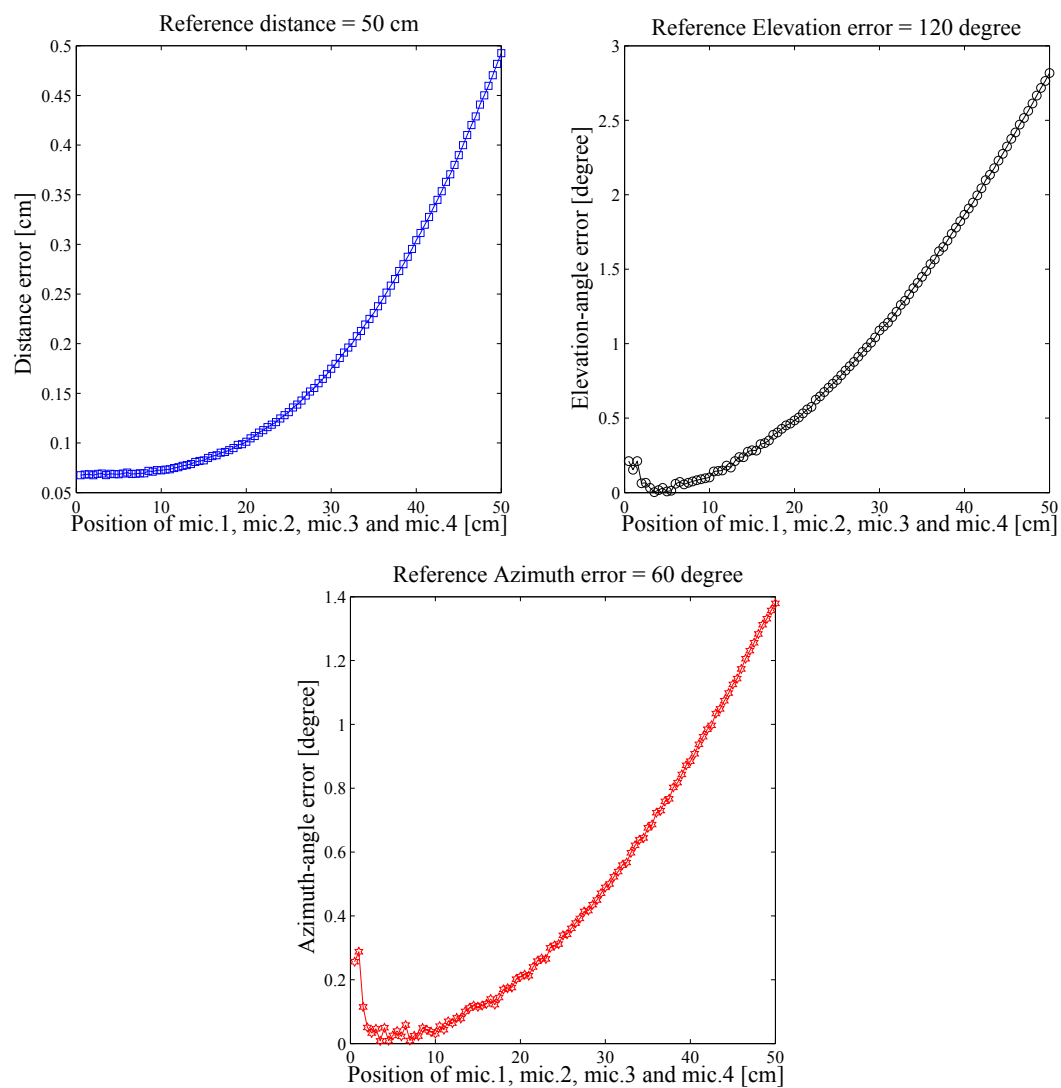 Reference distance = 50 cm
0.5
0.45
0.4
0.35
0.3
0.25
0.2
0.15
0.1
0.05
Distance error [cm]
0 10 20 30 40 50
Position of mic.1, mic.2, mic.3 and mic.4 [cm]
Reference Elevation error = 120 degree
3
2.5
2
1.5
1
0.5
0
Elevation-angle error [degree]
0 10 20 30 40 50
Position of mic.1, mic.2, mic.3 and mic.4 [cm]
Reference Azimuth error = 60 degree
1.4
1.2
1
0.8
0.6
0.4
0.2
0
Azimuth-angle error [degree]
0 10 20 30 40 50
Position of mic.1, mic.2, mic.3 and mic.4 [cm]